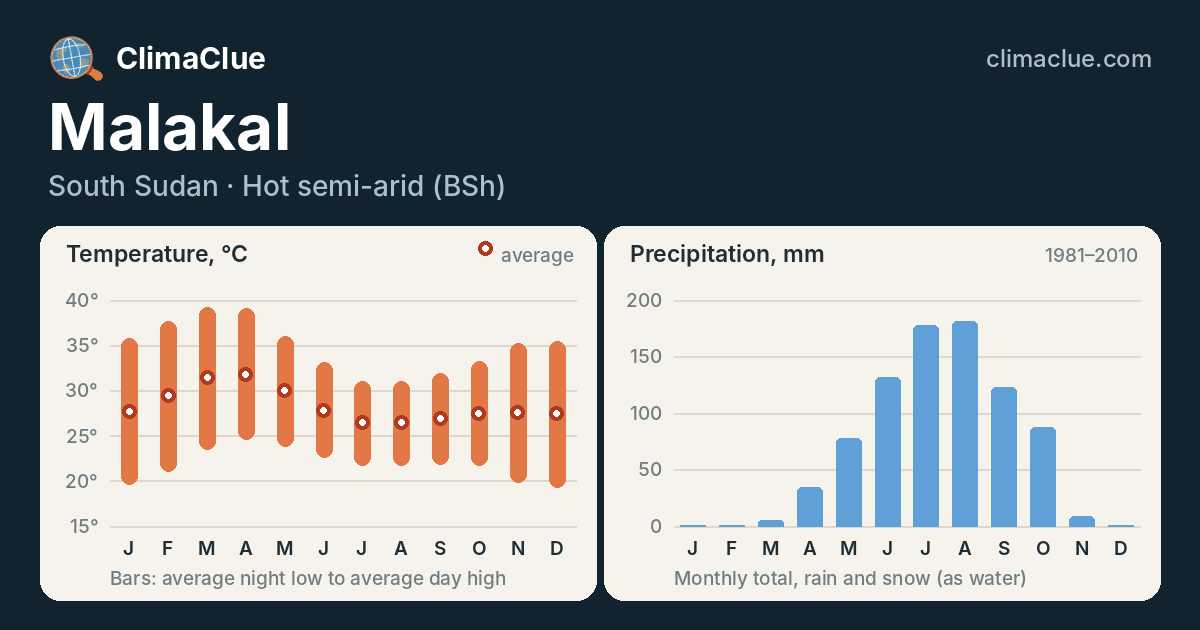 ClimaClue
climaclue.com
Malakal
South Sudan · Hot semi-arid (BSh)
Temperature, °C
average
40°
35°
30°
25°
20°
15°
J F M A M J J A S O N D
Bars: average night low to average day high
Precipitation, mm
1981–2010
200
150
100
50
0
J F M A M J J A S O N D
Monthly total, rain and snow (as water)